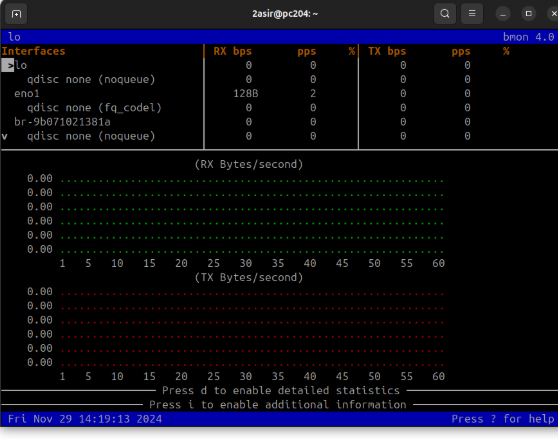 2asir@pc204: ~
lo bmon 4.0
Interfaces RX bps pps % TX bps pps %
>lo 0 0 0 0
qdisc none (noqueue) 0 0 0 0
eno1 128B 2 0 0
qdisc none (fq_codel) 0 0 0 0
br-9b071021381a 0 0 0 0
v qdisc none (noqueue) 0 0 0 0
(RX Bytes/second)
0.00 ............................................................
0.00 ............................................................
0.00 ............................................................
0.00 ............................................................
0.00 ............................................................
0.00 ............................................................
1 5 10 15 20 25 30 35 40 45 50 55 60
(TX Bytes/second)
0.00 ............................................................
0.00 ............................................................
0.00 ............................................................
0.00 ............................................................
0.00 ............................................................
0.00 ............................................................
1 5 10 15 20 25 30 35 40 45 50 55 60
Press d to enable detailed statistics
Press i to enable additional information
Fri Nov 29 14:19:13 2024 Press ? for help